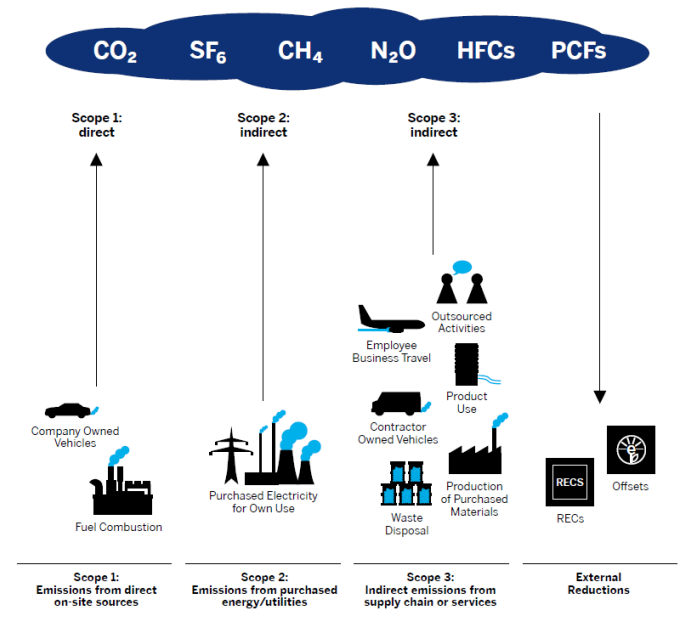 CO₂ SF₆ CH₄ N₂O HFCs PCFs
Scope 1:
direct
Scope 2:
indirect
Scope 3:
indirect
Outsourced
Activities
Employee
Business Travel
Product
Use
Company Owned
Vehicles
Contractor
Owned Vehicles
Purchased Electricity
for Own Use
Production
of Purchased
Materials
RECS
Offsets
RECs
Fuel Combustion
Waste
Disposal
Scope 1:
Emissions from direct
on-site sources
Scope 2:
Emissions from purchased
energy/utilities
Scope 3:
Indirect emissions from
supply chain or services
External
Reductions